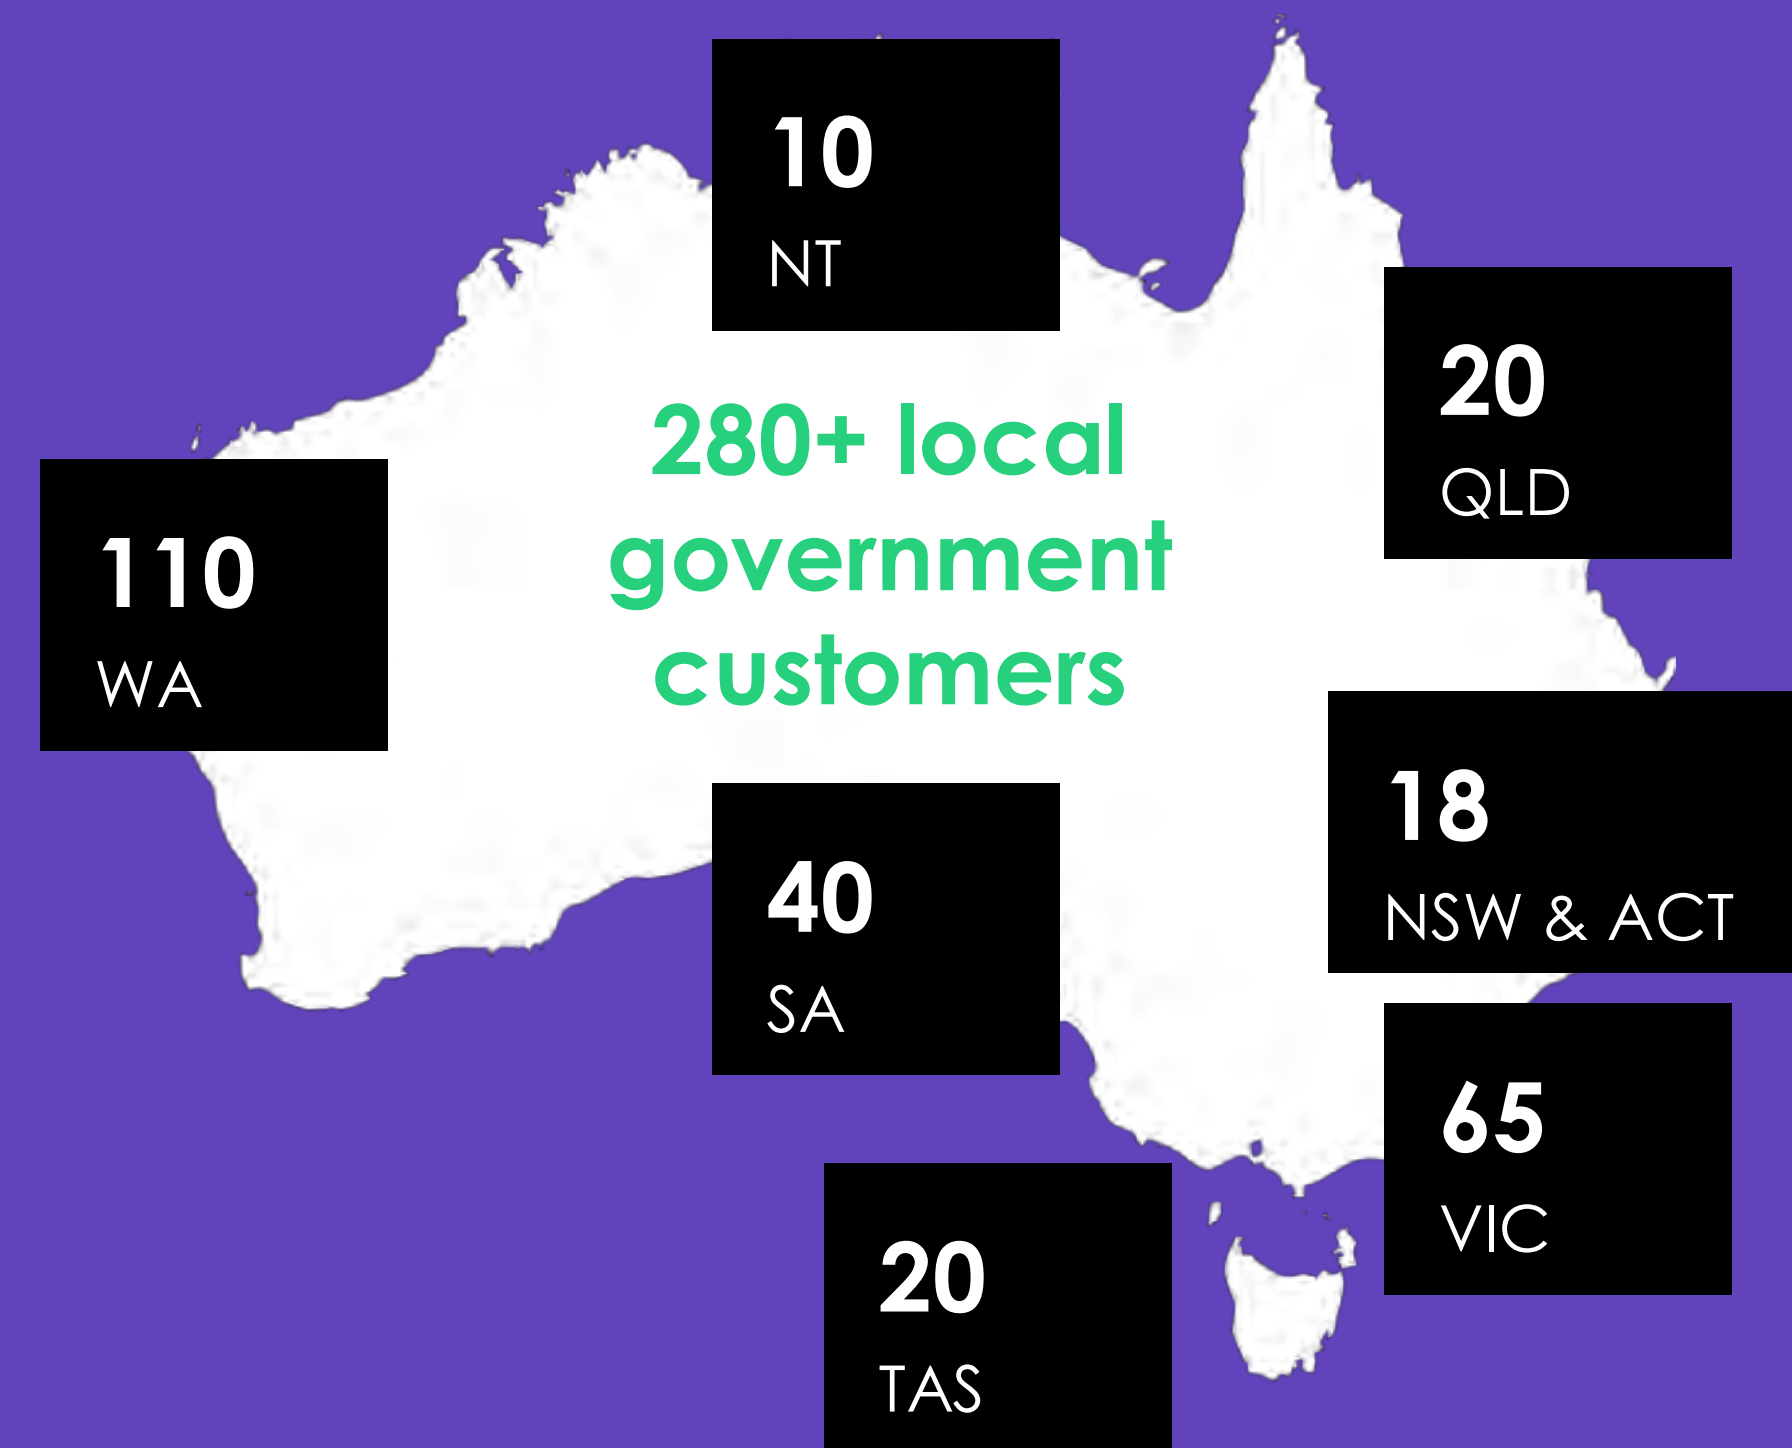 10
NT
20
QLD
280+ local
government
customers
110
WA
18
NSW & ACT
40
SA
65
VIC
20
TAS